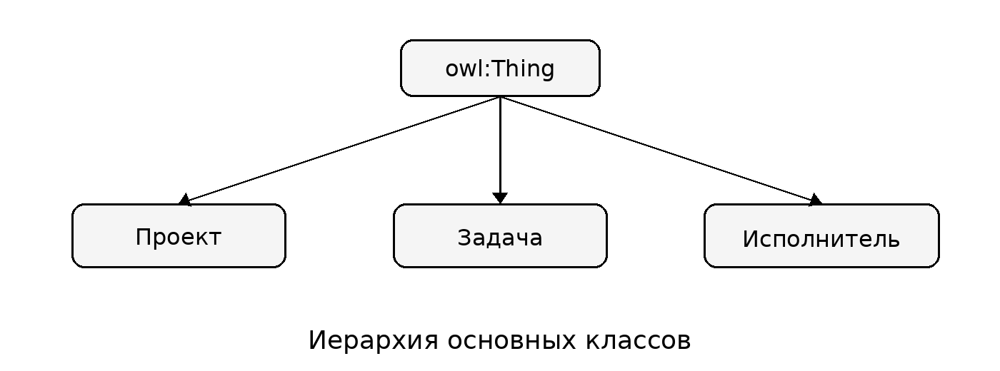 owl:Thing
Проект
Задача
Исполнитель
Иерархия основных классов